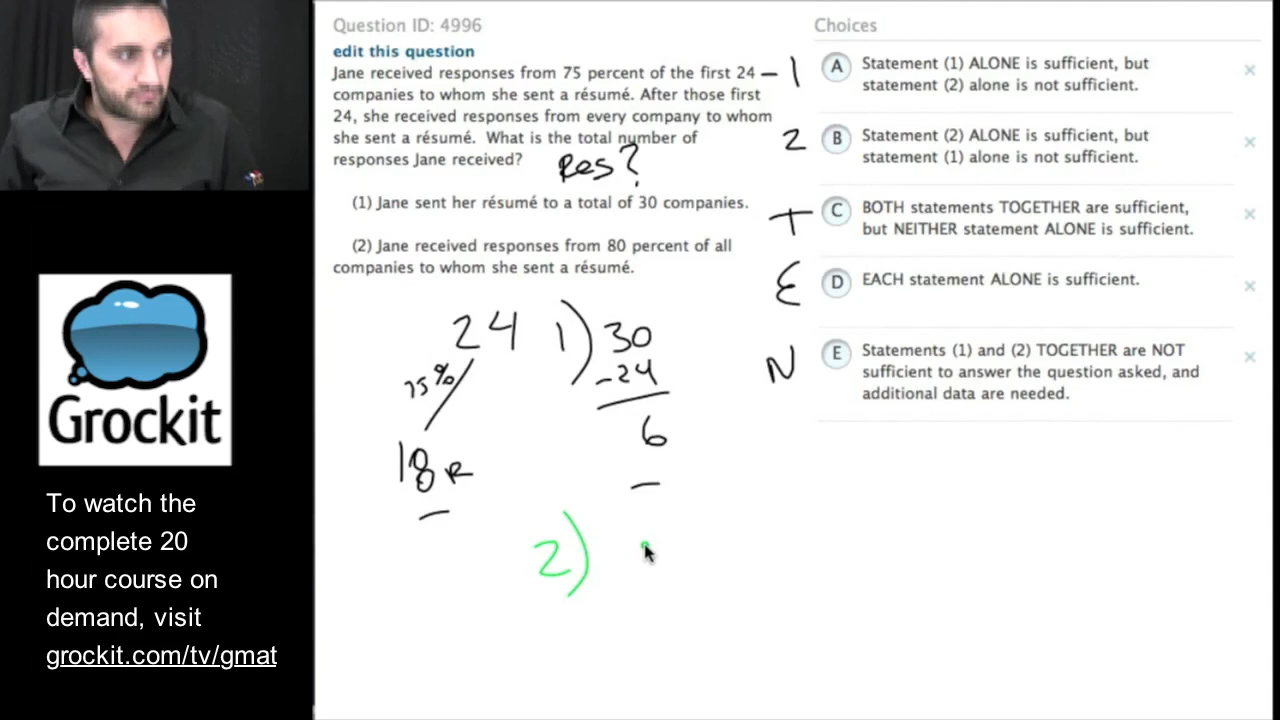 Question ID: 4996
edit this question
Jane received responses from 75 percent of the first 24
companies to whom she sent a résumé. After those first
24, she received responses from every company to whom
she sent a résumé. What is the total number of
responses Jane received?
Res?
(1) Jane sent her résumé to a total of 30 companies.
(2) Jane received responses from 80 percent of all
companies to whom she sent a résumé.
24
75%
18 R
1) 30
-24
6
2)
Choices
- 1
A Statement (1) ALONE is sufficient, but
statement (2) alone is not sufficient.
2
B Statement (2) ALONE is sufficient, but
statement (1) alone is not sufficient.
T
C BOTH statements TOGETHER are sufficient,
but NEITHER statement ALONE is sufficient.
E
D EACH statement ALONE is sufficient.
N
E Statements (1) and (2) TOGETHER are NOT
sufficient to answer the question asked, and
additional data are needed.
Grockit
To watch the
complete 20
hour course on
demand, visit
grockit.com/tv/gmat